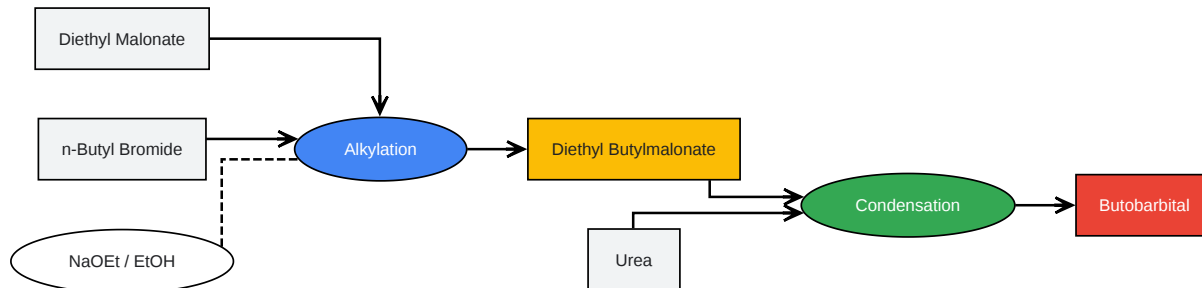 Diethyl Malonate
n-Butyl Bromide
Alkylation
Diethyl Butylmalonate
Condensation
Butobarbital
NaOEt / EtOH
Urea